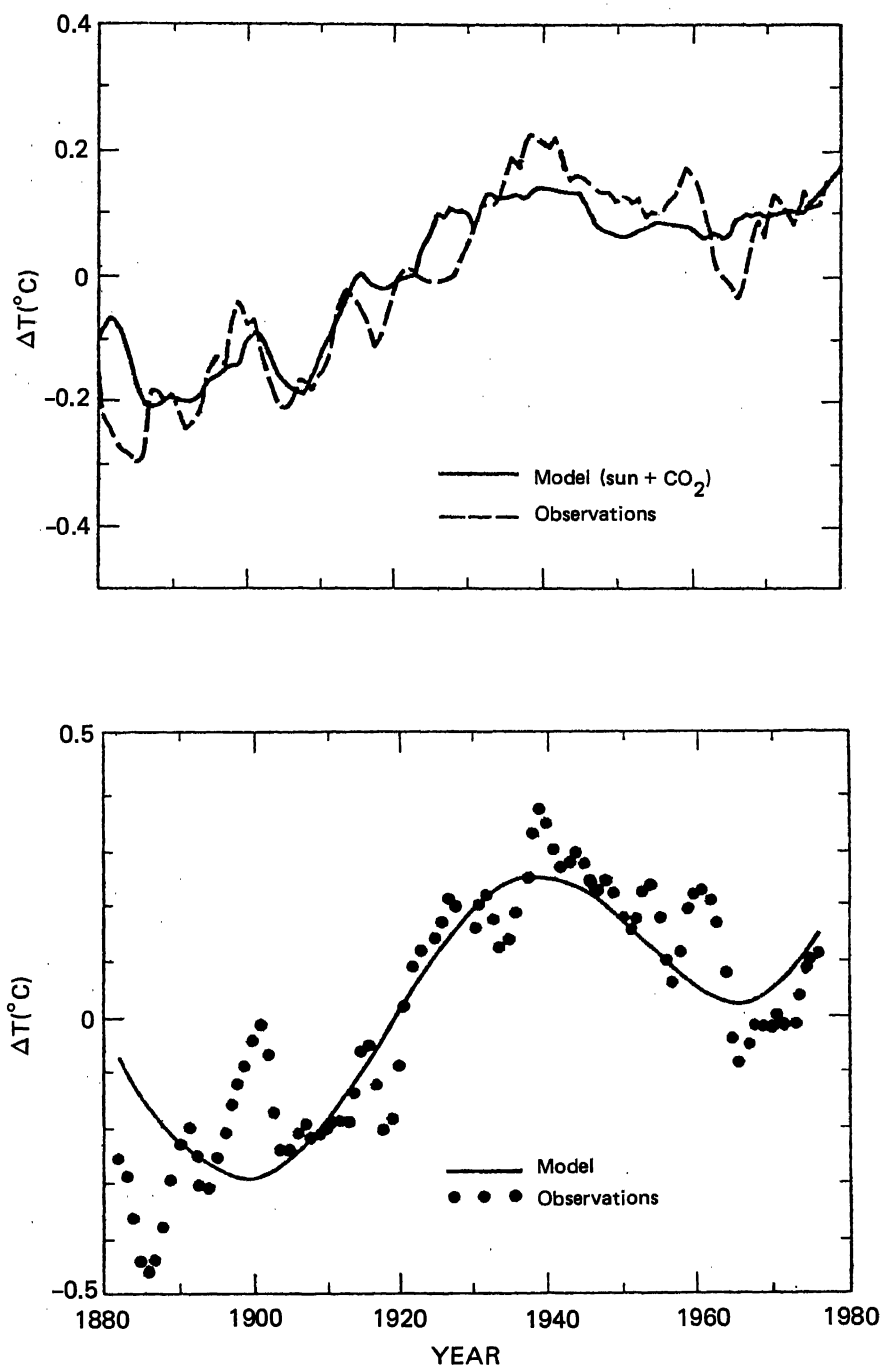 0.4
0.2
0
-0.2
-0.4
ΔT(°C)
Model (sun + CO2)
Observations
0.5
0
-0.5
ΔT(°C)
Model
Observations
1880 1900 1920 1940 1960 1980
YEAR